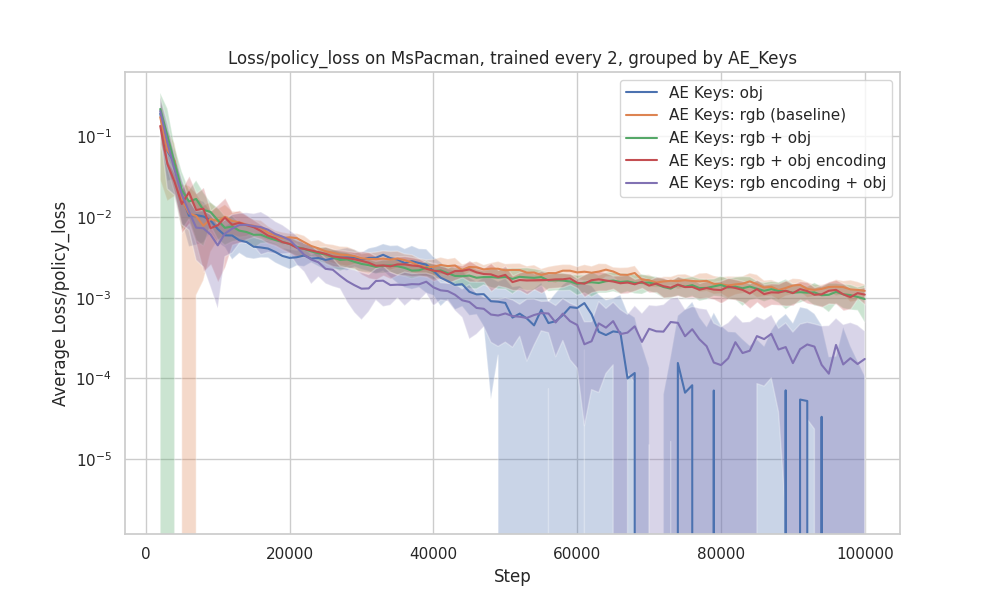 Loss/policy_loss on MsPacman, trained every 2, grouped by AE_Keys
AE Keys: obj
AE Keys: rgb (baseline)
AE Keys: rgb + obj
AE Keys: rgb + obj encoding
AE Keys: rgb encoding + obj
Average Loss/policy_loss
10⁻¹
10⁻²
10⁻³
10⁻⁴
10⁻⁵
0 20000 40000 60000 80000 100000
Step